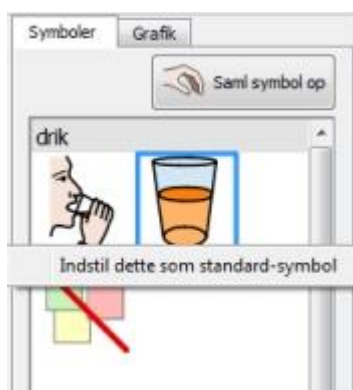 Symboler Grafik
Saml symbol op
drik
Indstil dette som standard-symbol